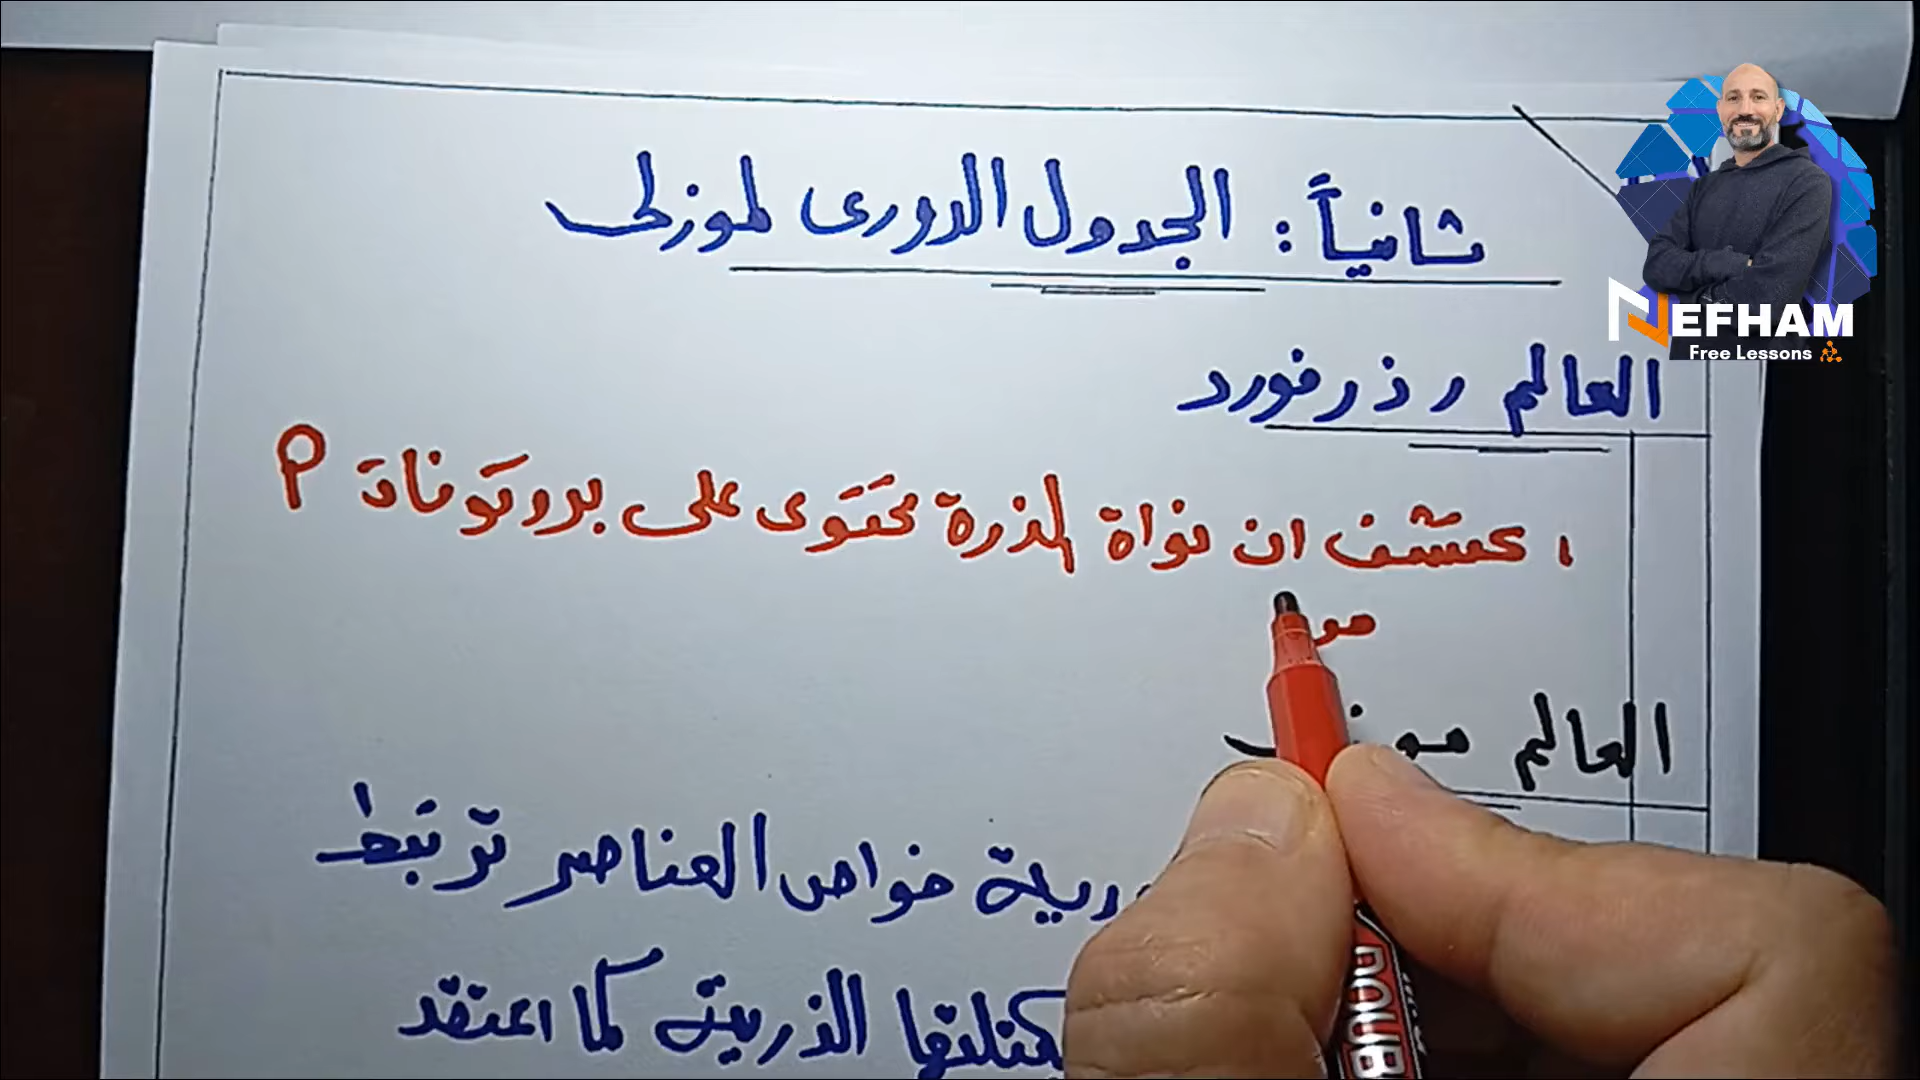 ثانياً: الجدول الدورى لموزلى
NEFHAM
Free Lessons
العالم رذرفورد
اكتشف ان نواة الذرة تحتوى على بروتونات P
مو
العالم
خواص العناصر ترتبط
الذرية كما اعتقد